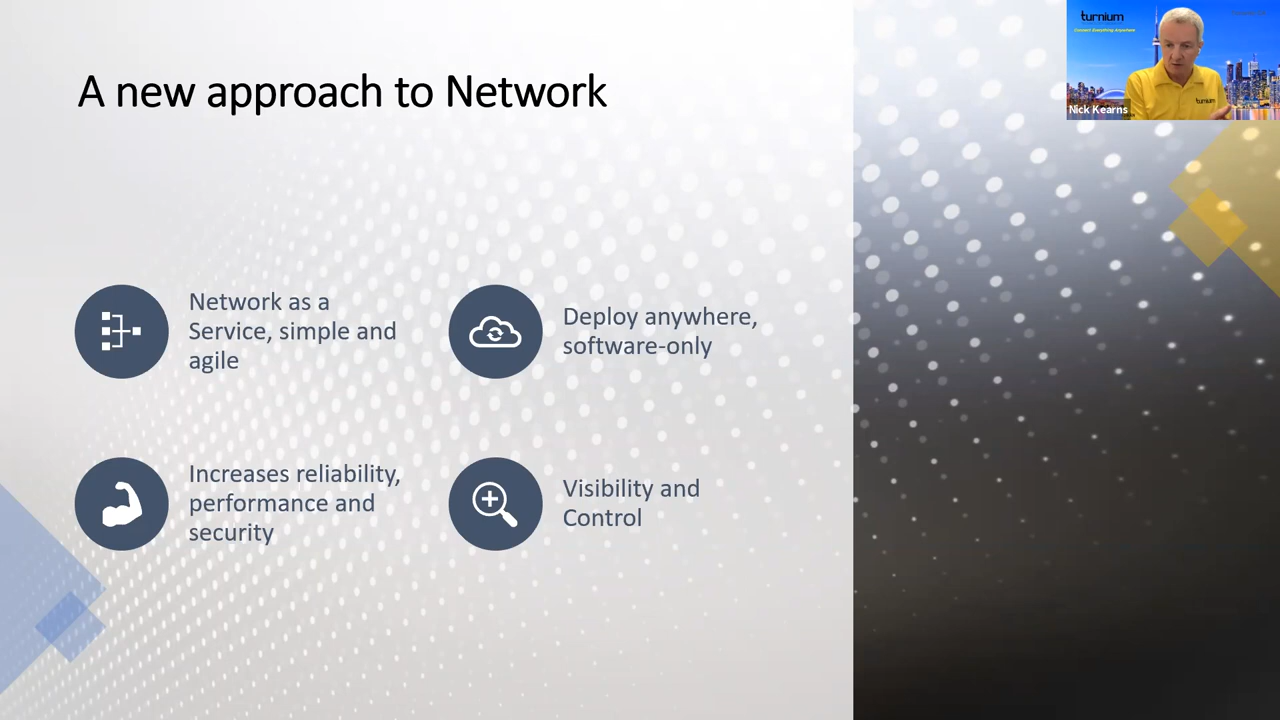 A new approach to Network
Network as a
Service, simple and
agile
Deploy anywhere,
software-only
Increases reliability,
performance and
security
Visibility and
Control
turnium
Connect Everything Anywhere
turnium
Nick Kearns